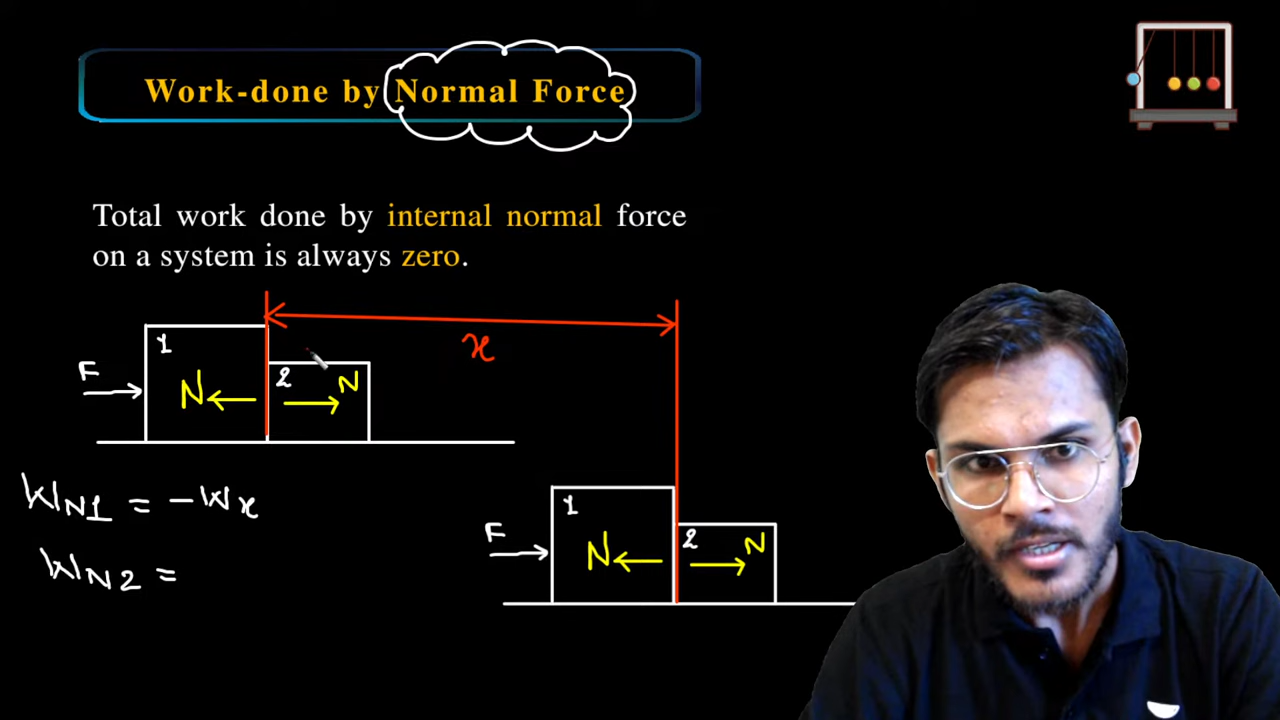 Work-done by Normal Force
Total work done by internal normal force
on a system is always zero.
x
1
F
N
2
N
WN1 = -Nx
WN2 =
1
F
N
2
N